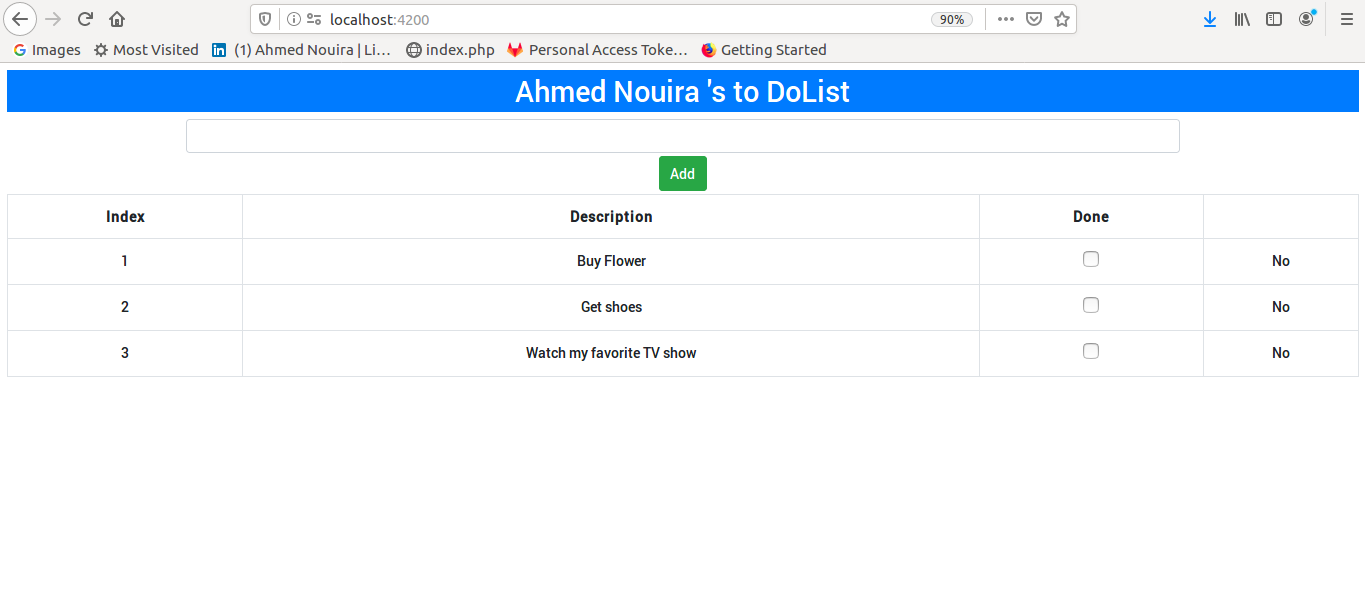 localhost:4200 90%
Images Most Visited (1) Ahmed Nouira | Li... index.php Personal Access Toke... Getting Started
Ahmed Nouira 's to DoList
Add
Index Description Done
1 Buy Flower No
2 Get shoes No
3 Watch my favorite TV show No